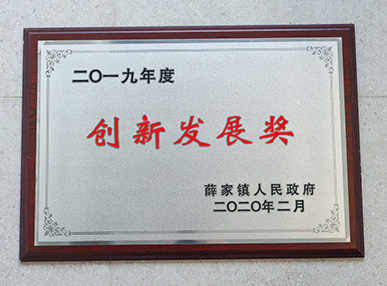 二〇一九年度
创新发展奖
薛家镇人民政府
二〇二〇年二月